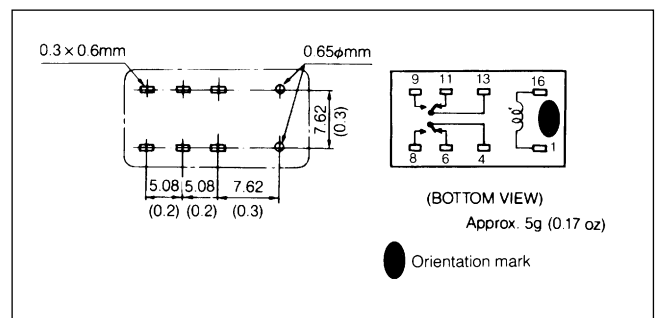 0.3 × 0.6mm
0.65ϕmm
7.62
(0.3)
5.08 5.08 7.62
(0.2) (0.2) (0.3)
9 11 13 16
8 6 4 1
(BOTTOM VIEW)
Approx. 5g (0.17 oz)
Orientation mark